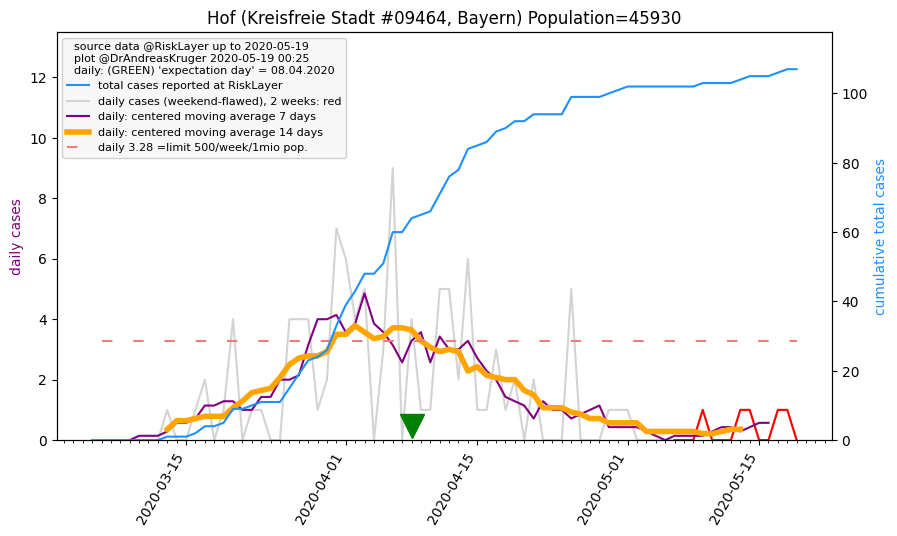 Hof (Kreisfreie Stadt #09464, Bayern) Population=45930
source data @RiskLayer up to 2020-05-19
plot @DrAndreasKruger 2020-05-19 00:25
daily: (GREEN) 'expectation day' = 08.04.2020
total cases reported at RiskLayer
daily cases (weekend-flawed), 2 weeks: red
daily: centered moving average 7 days
daily: centered moving average 14 days
daily 3.28 =limit 500/week/1mio pop.
daily cases
12
10
8
6
4
2
0
100
80
60
40
20
0
cumulative total cases
2020-03-15
2020-04-01
2020-04-15
2020-05-01
2020-05-15